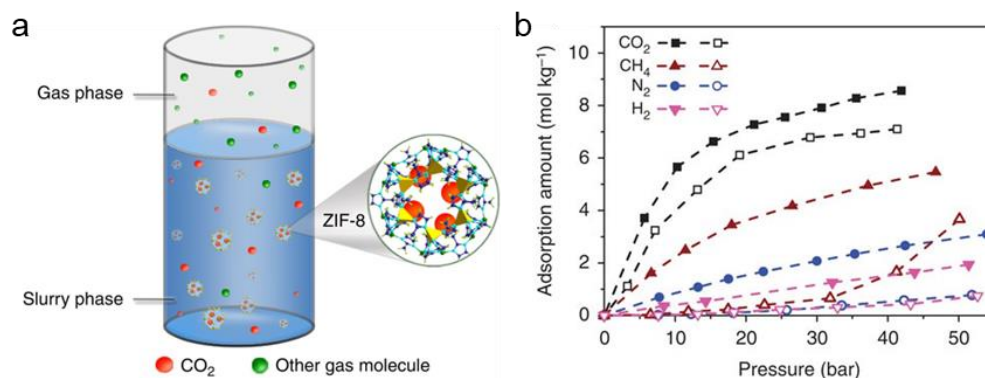 a
Gas phase
ZIF-8
Slurry phase
CO₂ Other gas molecule
b
CO₂
CH₄
N₂
H₂
Adsorption amount (mol kg⁻¹)
10
8
6
4
2
0
0 10 20 30 40 50
Pressure (bar)